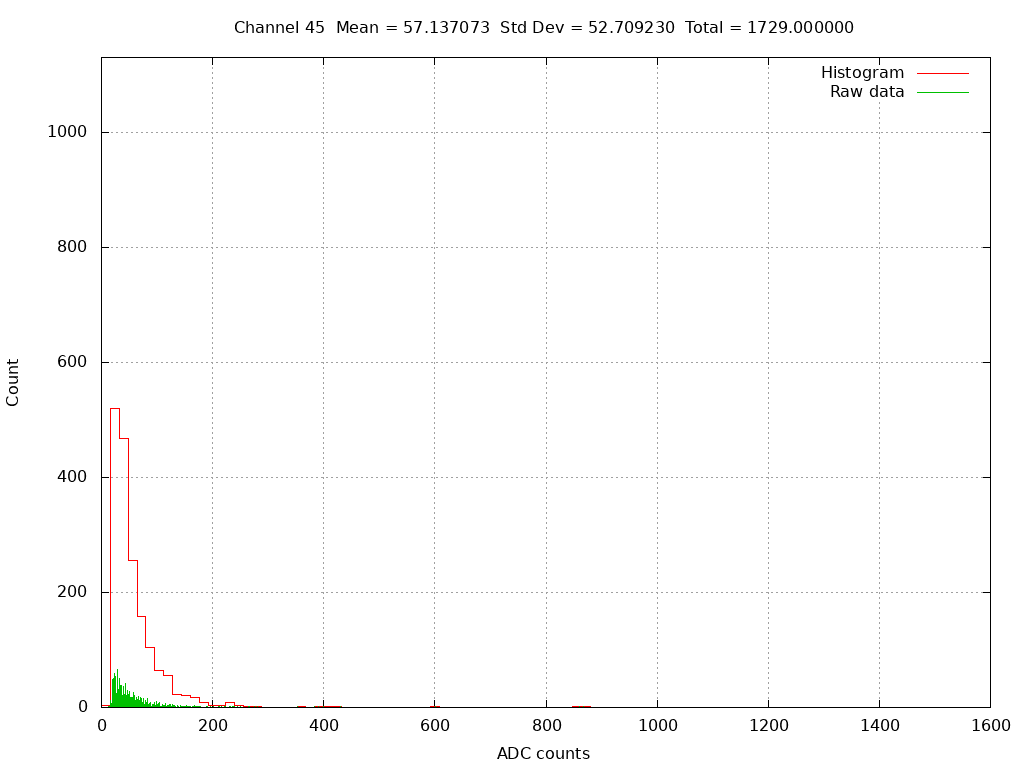 Channel 45  Mean = 57.137073  Std Dev = 52.709230  Total = 1729.000000
Histogram
Raw data
1000
800
600
400
200
0
Count
0 200 400 600 800 1000 1200 1400 1600
ADC counts